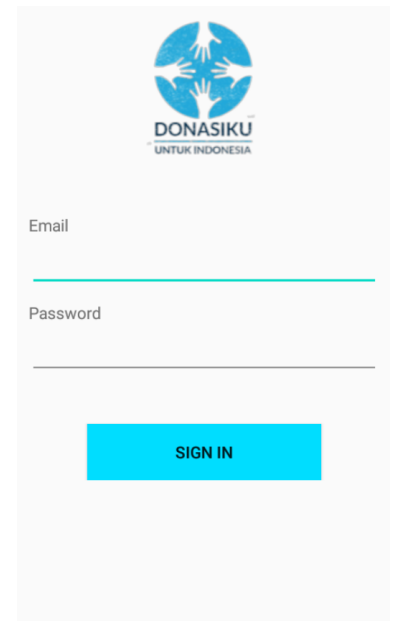 DONASIKU
UNTUK INDONESIA
Email
Password
SIGN IN